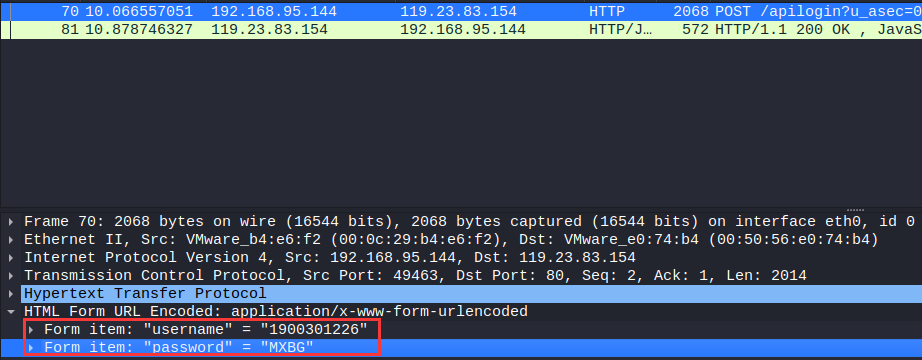 70 10.066557051 192.168.95.144 119.23.83.154 HTTP 2068 POST /apilogin?u_asec=0
81 10.878746327 119.23.83.154 192.168.95.144 HTTP/J… 572 HTTP/1.1 200 OK , JavaS
Frame 70: 2068 bytes on wire (16544 bits), 2068 bytes captured (16544 bits) on interface eth0, id 0
Ethernet II, Src: VMware_b4:e6:f2 (00:0c:29:b4:e6:f2), Dst: VMware_e0:74:b4 (00:50:56:e0:74:b4)
Internet Protocol Version 4, Src: 192.168.95.144, Dst: 119.23.83.154
Transmission Control Protocol, Src Port: 49463, Dst Port: 80, Seq: 2, Ack: 1, Len: 2014
Hypertext Transfer Protocol
HTML Form URL Encoded: application/x-www-form-urlencoded
Form item: "username" = "1900301226"
Form item: "password" = "MXBG"